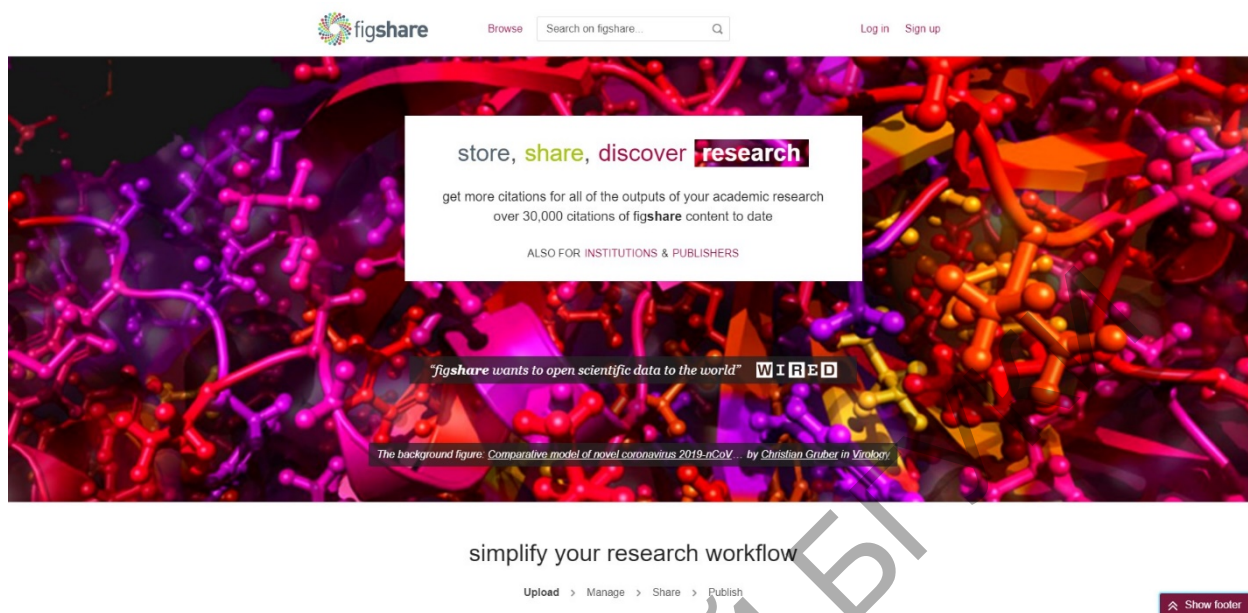 figshare
Browse
Search on figshare...
Log in Sign up
store, share, discover research
get more citations for all of the outputs of your academic research
over 30,000 citations of figshare content to date
ALSO FOR INSTITUTIONS & PUBLISHERS
“figshare wants to open scientific data to the world” WIRED
The background figure: Comparative model of novel coronavirus 2019-nCoV... by Christian Gruber in Virology
simplify your research workflow
Upload > Manage > Share > Publish
Show footer